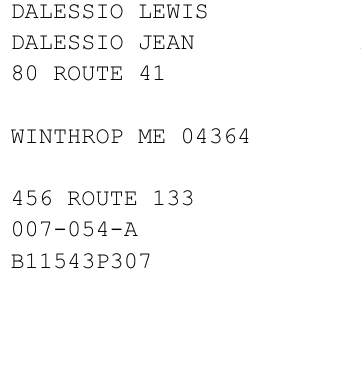 DALESSIO LEWIS
DALESSIO JEAN
80 ROUTE 41
WINTHROP ME 04364
456 ROUTE 133
007-054-A
B11543P307